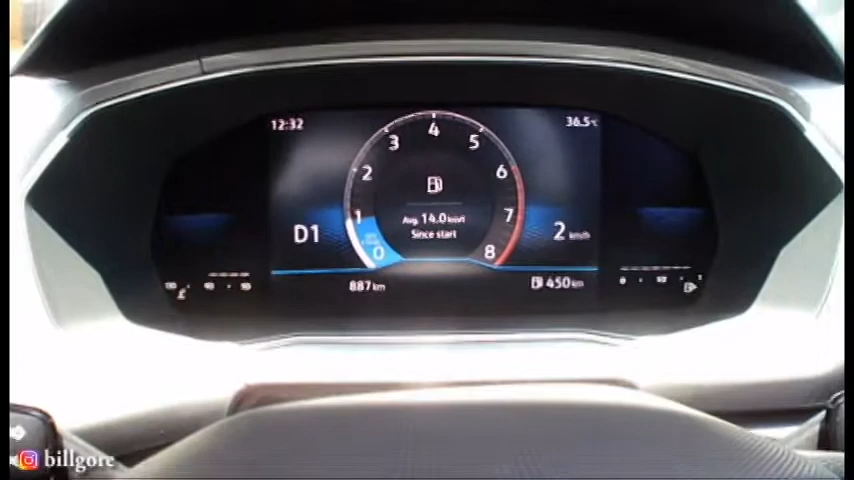 12:32
36.5°C
0
1
2
3
4
5
6
7
8
Avg. 14.0 km/l
Since start
D1
2 km/h
887 km
450 km
billgore